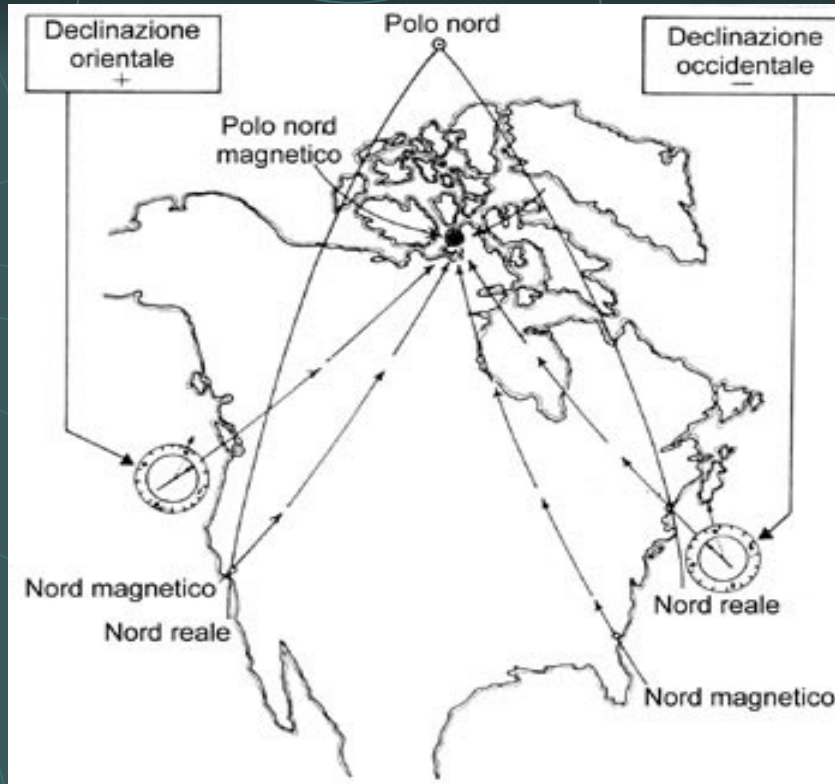 Polo nord
Declinazione
orientale
+
Declinazione
occidentale
–
Polo nord
magnetico
Nord magnetico
Nord reale
Nord reale
Nord magnetico